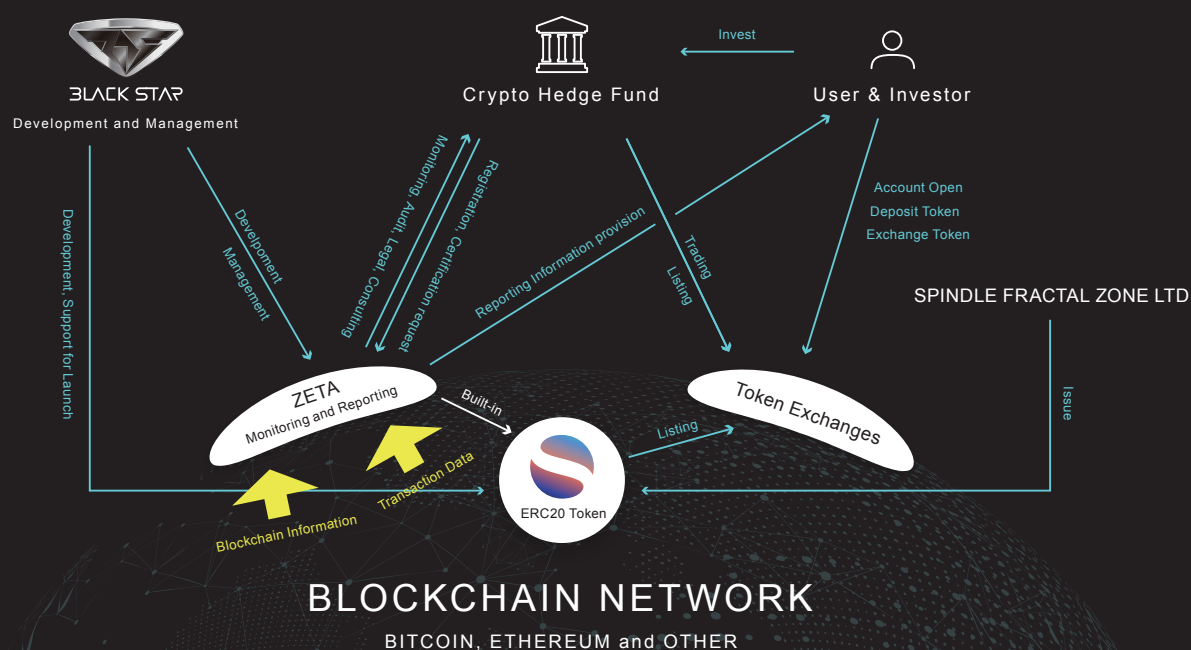 BLACK STAR
Development and Management
Crypto Hedge Fund
Invest
User & Investor
Development, Support for Launch
Develpoment
Management
Monitoring, Audit, Legal, Consulting
Registration, Certification request
Reporting Information provision
Trading
Listing
Account Open
Deposit Token
Exchange Token
SPINDLE FRACTAL ZONE LTD
Issue
ZETA
Monitoring and Reporting
Built-in
Token Exchanges
Listing
ERC20 Token
Transaction Data
Blockchain Information
BLOCKCHAIN NETWORK
BITCOIN, ETHEREUM and OTHER